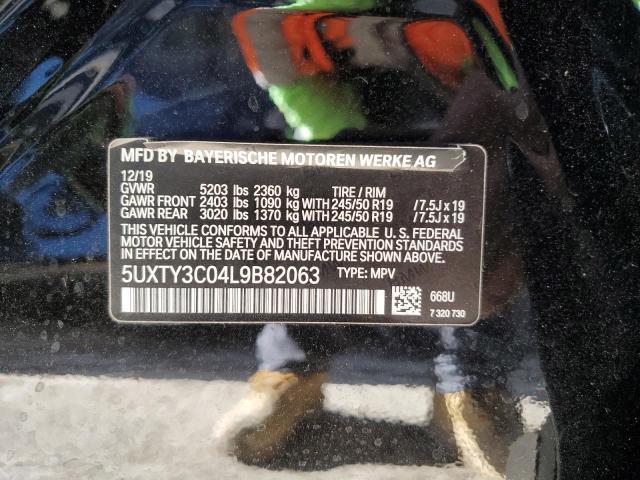 MFD BY BAYERISCHE MOTOREN WERKE AG
12/19
GVWR 5203 lbs 2360 kg TIRE / RIM
GAWR FRONT 2403 lbs 1090 kg WITH 245/50 R19 /7.5J x 19
GAWR REAR 3020 lbs 1370 kg WITH 245/50 R19 /7.5J x 19
THIS VEHICLE CONFORMS TO ALL APPLICABLE U. S. FEDERAL
MOTOR VEHICLE SAFETY AND THEFT PREVENTION STANDARDS
IN EFFECT ON THE DATE OF MANUFACTURE SHOWN ABOVE.
5UXTY3C04L9B82063 TYPE: MPV
668U
7 320 730